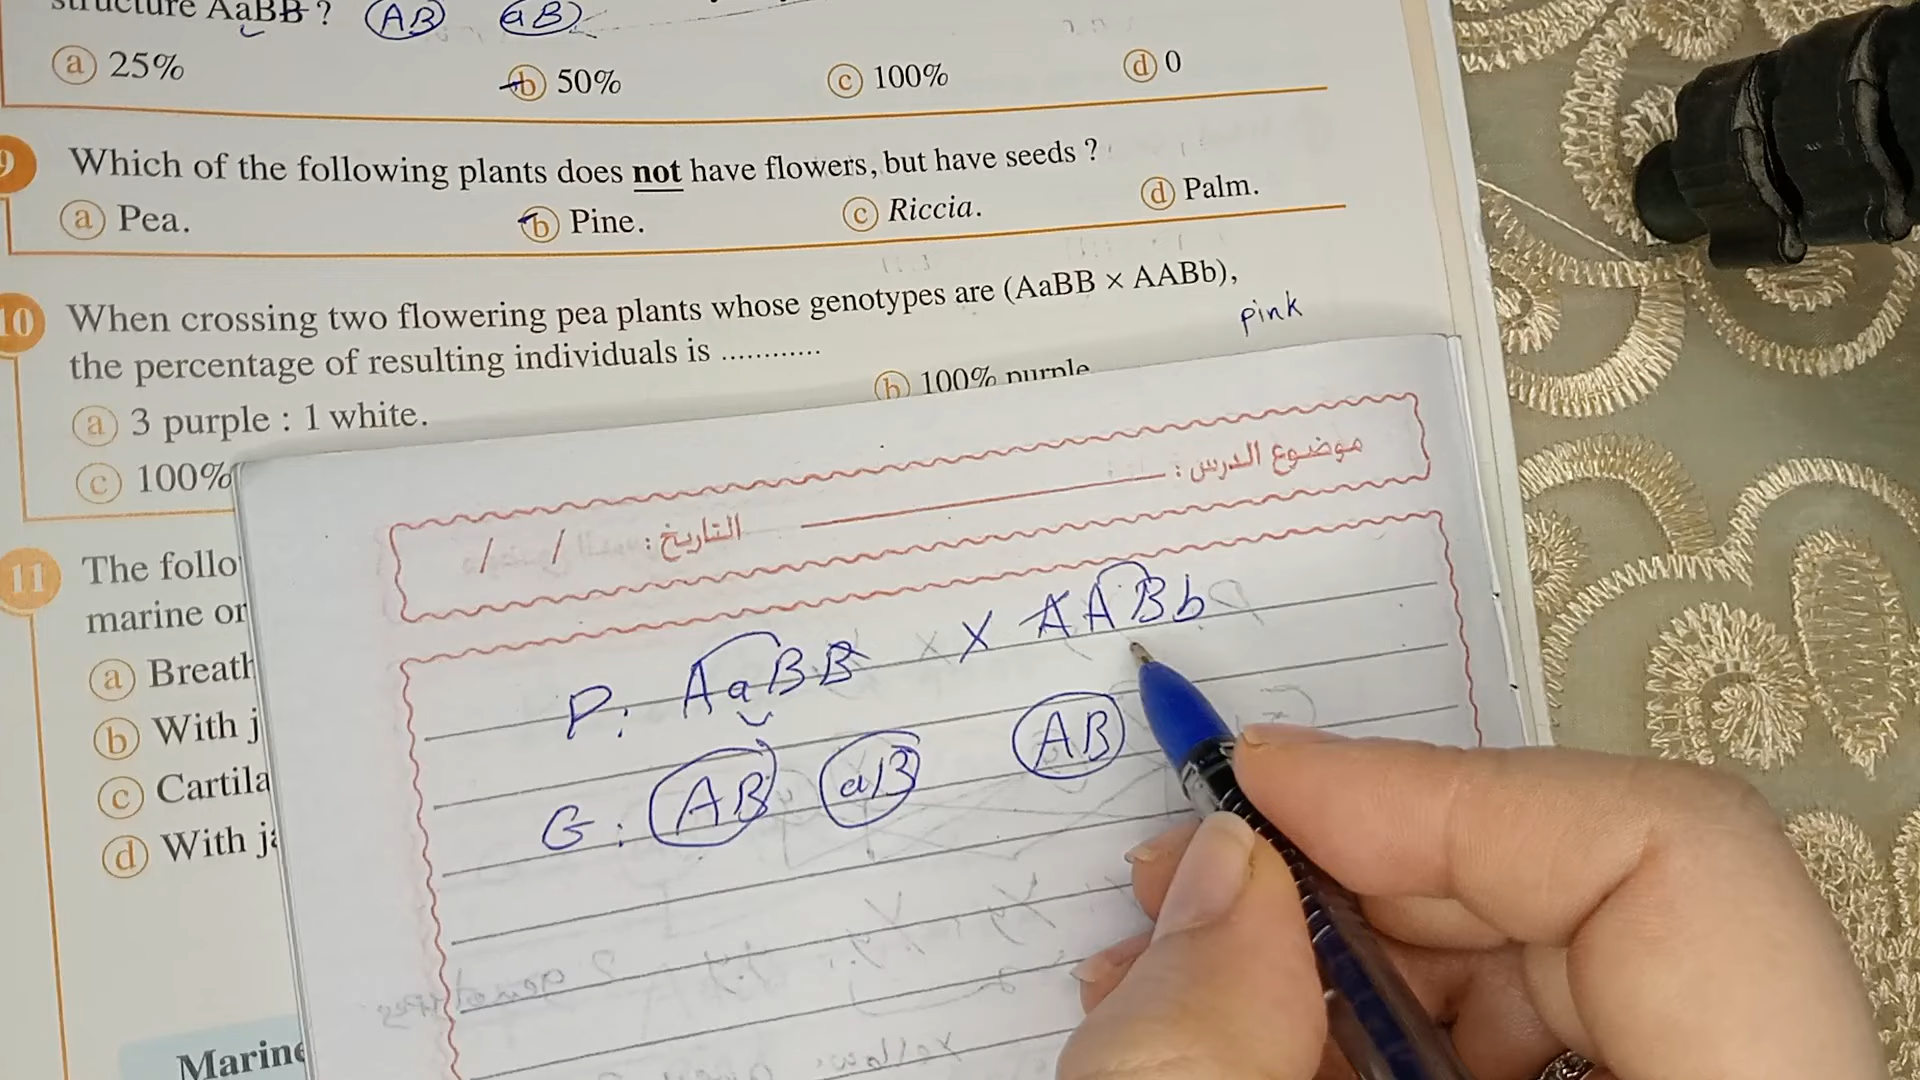 structure AaBB ? AB aB
a 25% b 50% c 100% d 0
9 Which of the following plants does not have flowers, but have seeds ?
a Pea. b Pine. c Riccia. d Palm.
10 When crossing two flowering pea plants whose genotypes are (AaBB × AABb),
pink
the percentage of resulting individuals is ............
a 3 purple : 1 white. b 100% purple
c 100%
موضوع الدرس :
التاريخ : / /
11 The follo
marine or
a Breath
b With j
c Cartila
d With ja
P: AaBB X AABb
G: AB aB AB
Marine